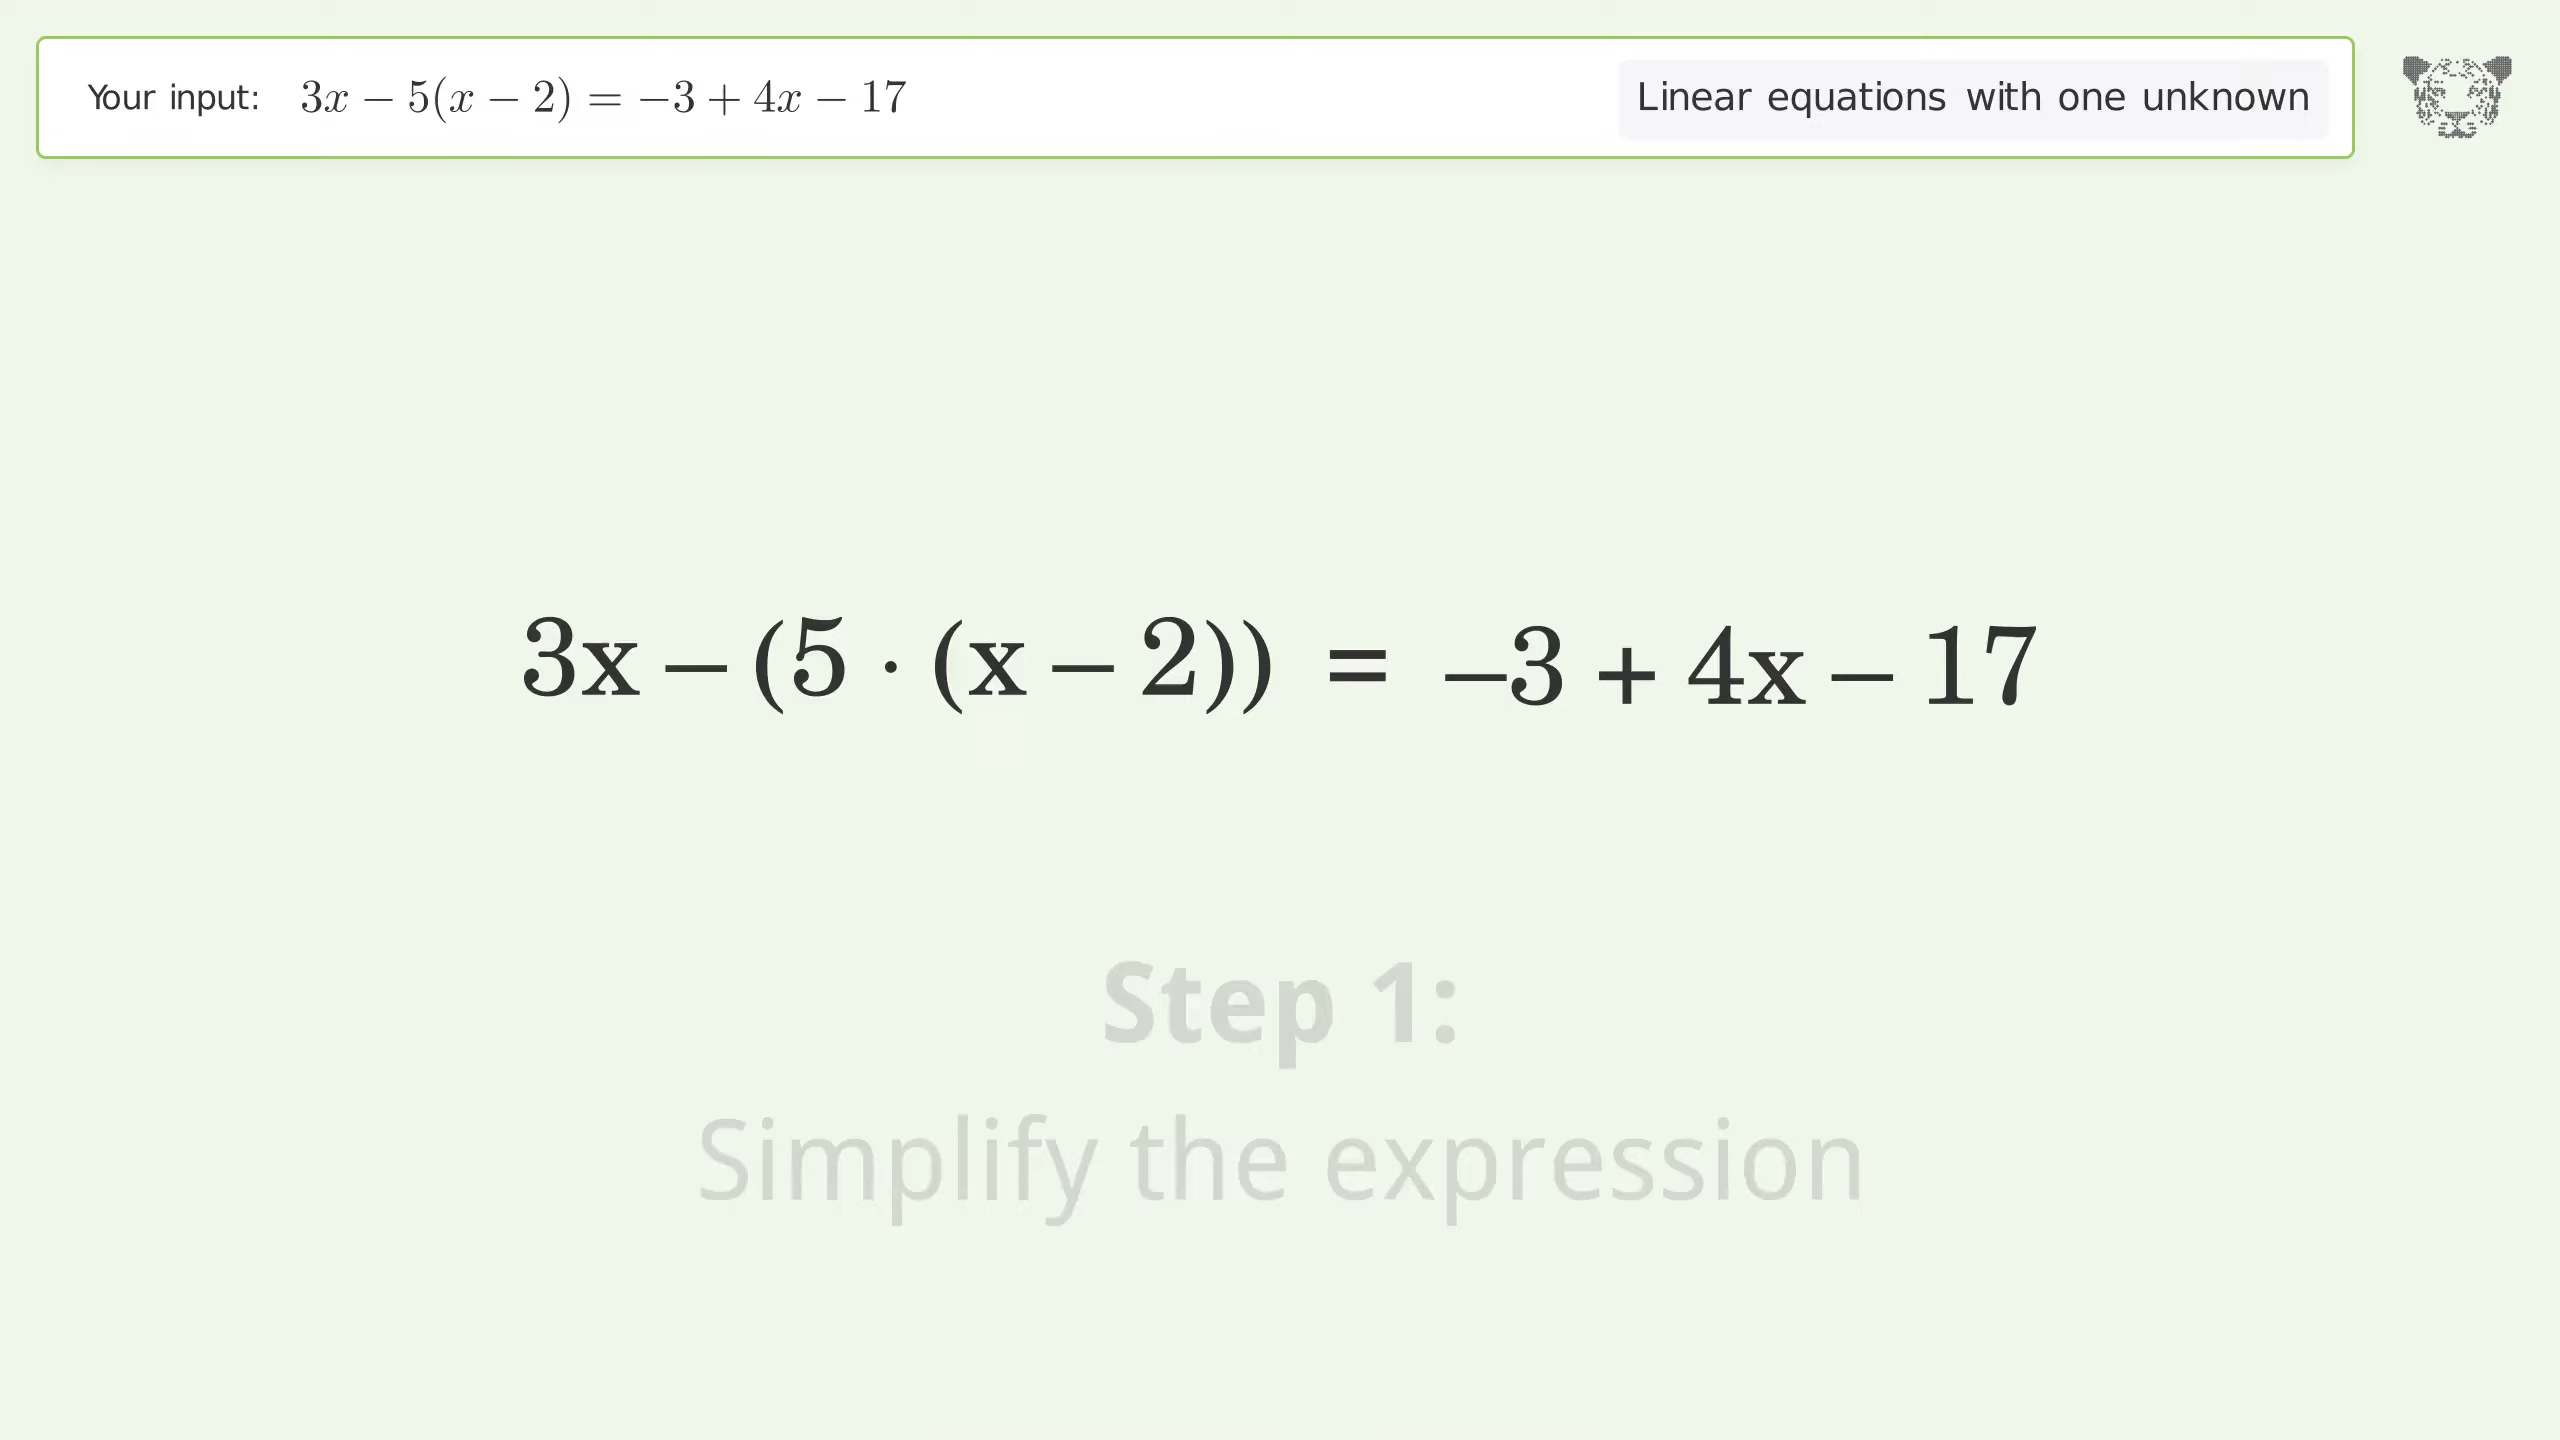 Your input: 3x − 5(x − 2) = −3 + 4x − 17
Linear equations with one unknown
3x − (5 · (x − 2)) = −3 + 4x − 17
Step 1:
Simplify the expression